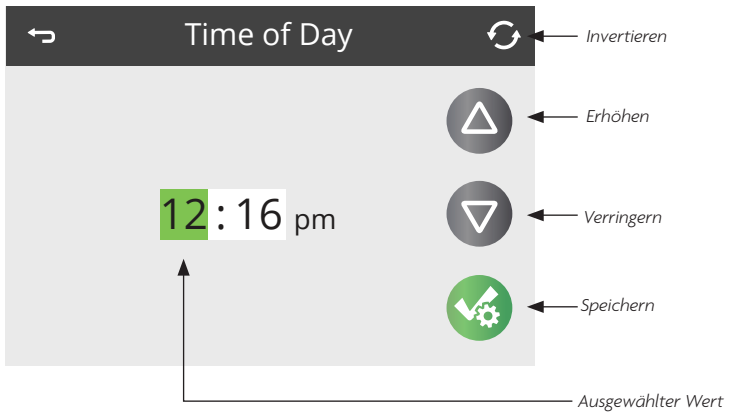 Time of Day
Invertieren
Erhöhen
12 : 16 pm
Verringern
Speichern
Ausgewählter Wert